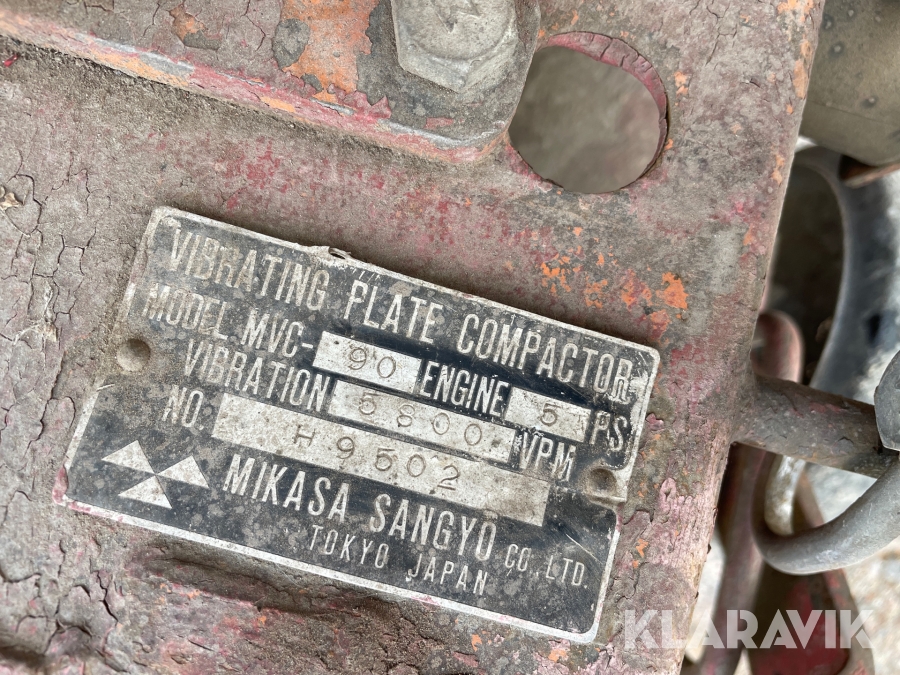 VIBRATING PLATE COMPACTOR
MODEL.MVC-90 ENGINE 5 PS
VIBRATION 5800 VPM
NO. H9502
MIKASA SANGYO CO.,LTD.
TOKYO JAPAN
KLARAVIK